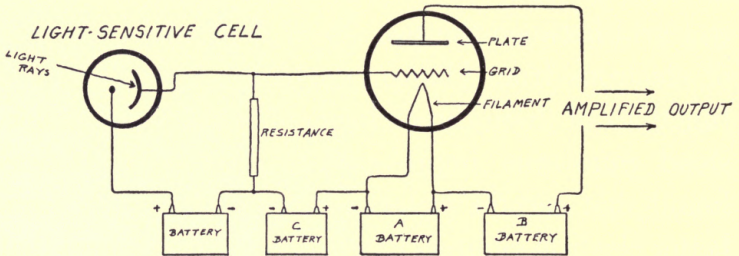 LIGHT-SENSITIVE CELL
LIGHT
RAYS
PLATE
GRID
FILAMENT
AMPLIFIED OUTPUT
RESISTANCE
+ - - + - + - - +
BATTERY
C
BATTERY
A
BATTERY
B
BATTERY